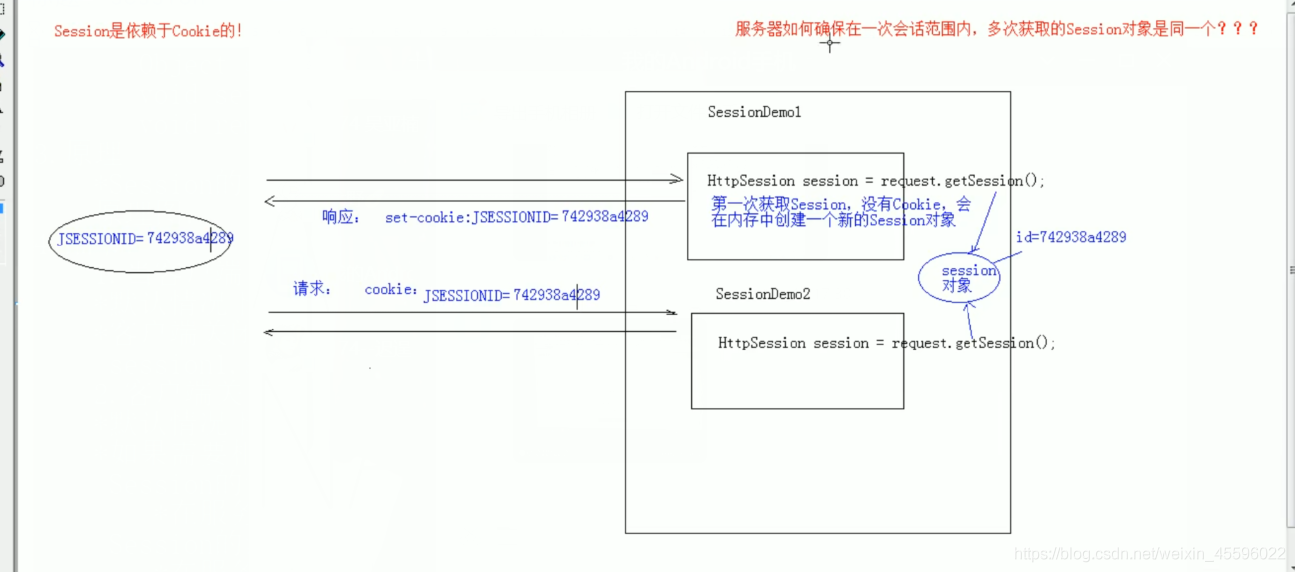 Session是依赖于Cookie的!
服务器如何确保在一次会话范围内，多次获取的Session对象是同一个？？？
SessionDemo1
HttpSession session = request.getSession();
第一次获取Session，没有Cookie，会
在内存中创建一个新的Session对象
响应： set-cookie:JSESSIONID=742938a4289
JSESSIONID=742938a4289
id=742938a4289
session
对象
请求： cookie：JSESSIONID=742938a4289
SessionDemo2
HttpSession session = request.getSession();
https://blog.csdn.net/weixin_45596022